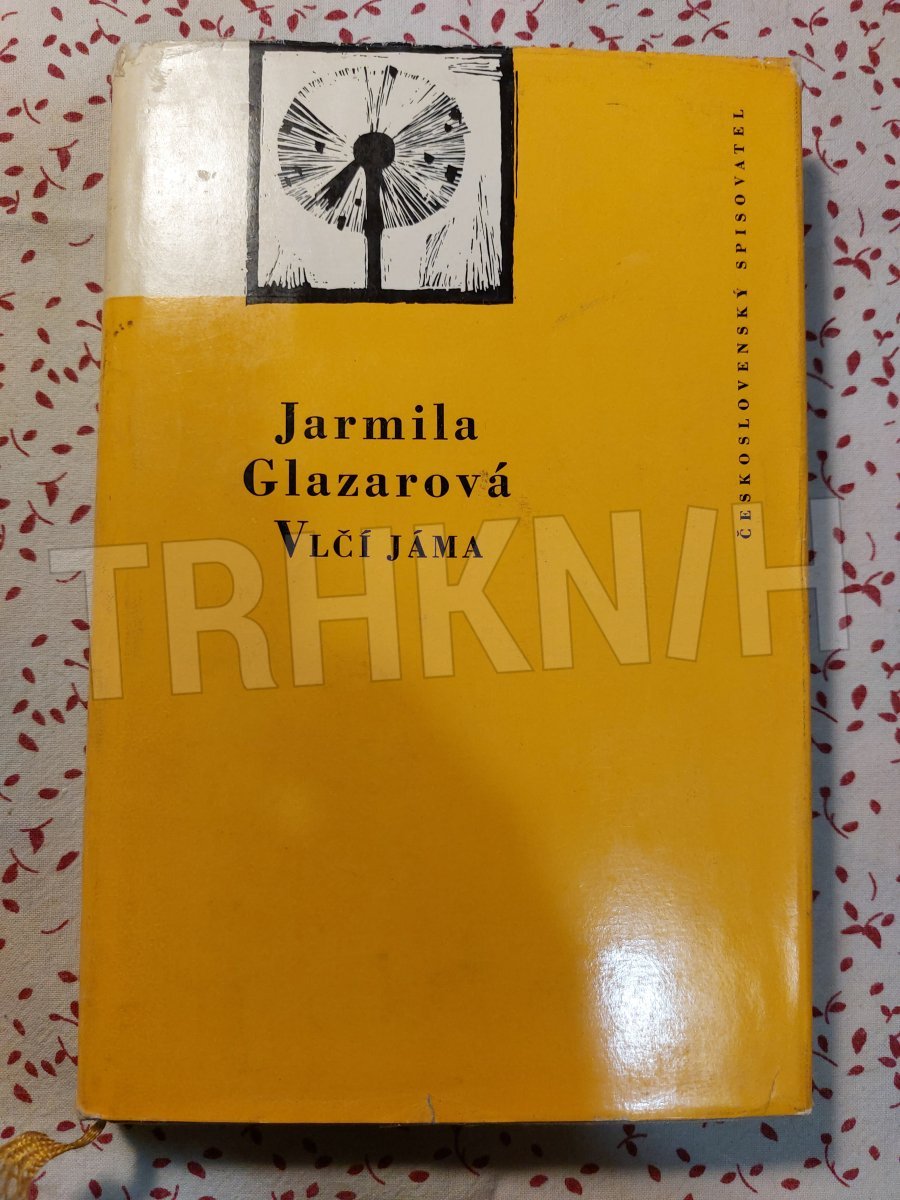 Jarmila
Glazarová
VLČÍ JÁMA
ČESKOSLOVENSKÝ SPISOVATEL
TRHKNIH